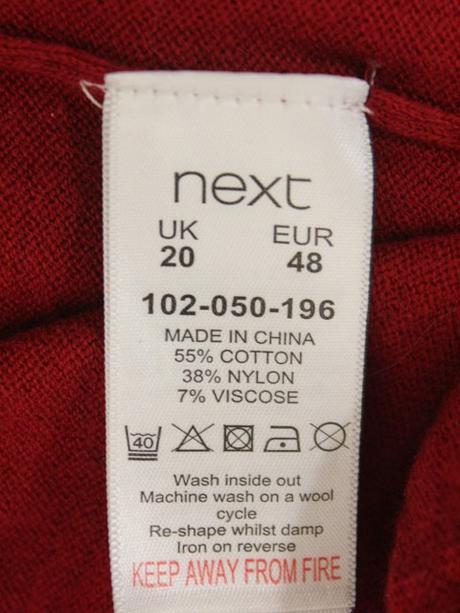 next
UK EUR
20 48
102-050-196
MADE IN CHINA
55% COTTON
38% NYLON
7% VISCOSE
40
Wash inside out
Machine wash on a wool
cycle
Re-shape whilst damp
Iron on reverse
KEEP AWAY FROM FIRE